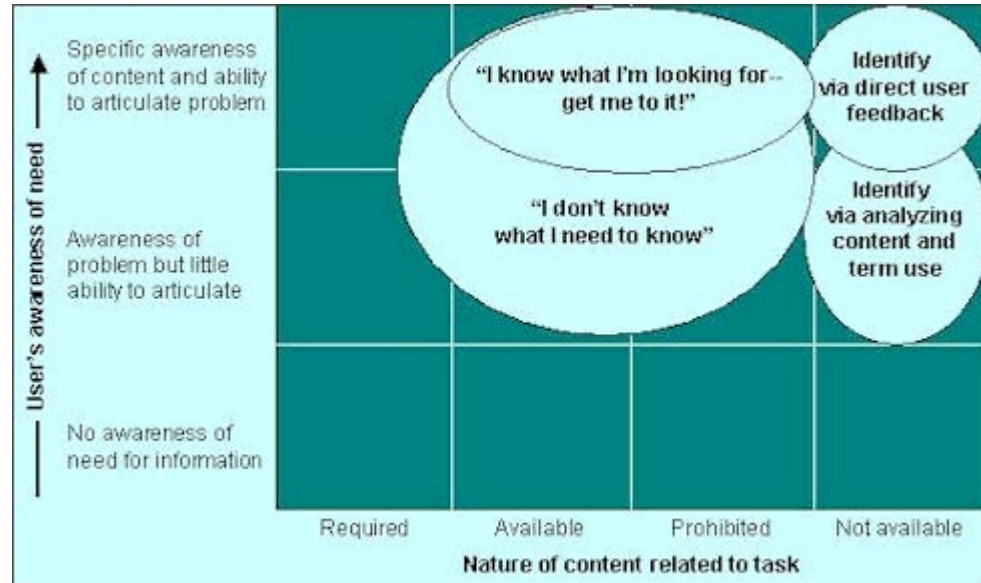 Specific awareness
of content and ability
to articulate problem
"I know what I'm looking for--
get me to it!"
Identify
via direct user
feedback
User's awareness of need
Awareness of
problem but little
ability to articulate
"I don't know
what I need to know"
Identify
via analyzing
content and
term use
No awareness of
need for information
Required
Available
Prohibited
Not available
Nature of content related to task